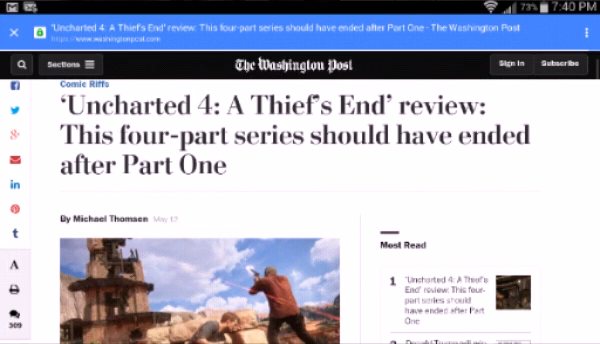 73% 7:40 PM
'Uncharted 4: A Thief's End' review: This four-part series should have ended after Part One - The Washington Post
https://www.washingtonpost.com
Sections The Washington Post Sign In Subscribe
Comic Riffs
'Uncharted 4: A Thief's End' review:
This four-part series should have ended
after Part One
By Michael Thomsen May 12
Most Read
1 'Uncharted 4: A Thief's
End' review: This four-
part series should
have ended after Part
One
309